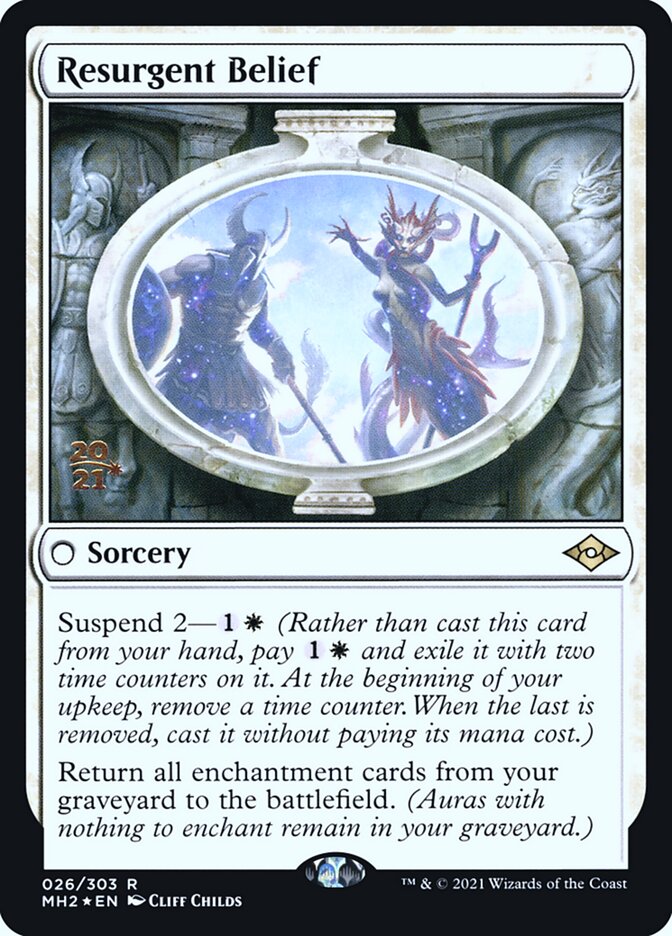 Resurgent Belief
20
21
Sorcery
Suspend 2—1 (Rather than cast this card
from your hand, pay 1 and exile it with two
time counters on it. At the beginning of your
upkeep, remove a time counter. When the last is
removed, cast it without paying its mana cost.)
Return all enchantment cards from your
graveyard to the battlefield. (Auras with
nothing to enchant remain in your graveyard.)
026/303 R
MH2★EN Cliff Childs
™ & © 2021 Wizards of the Coast